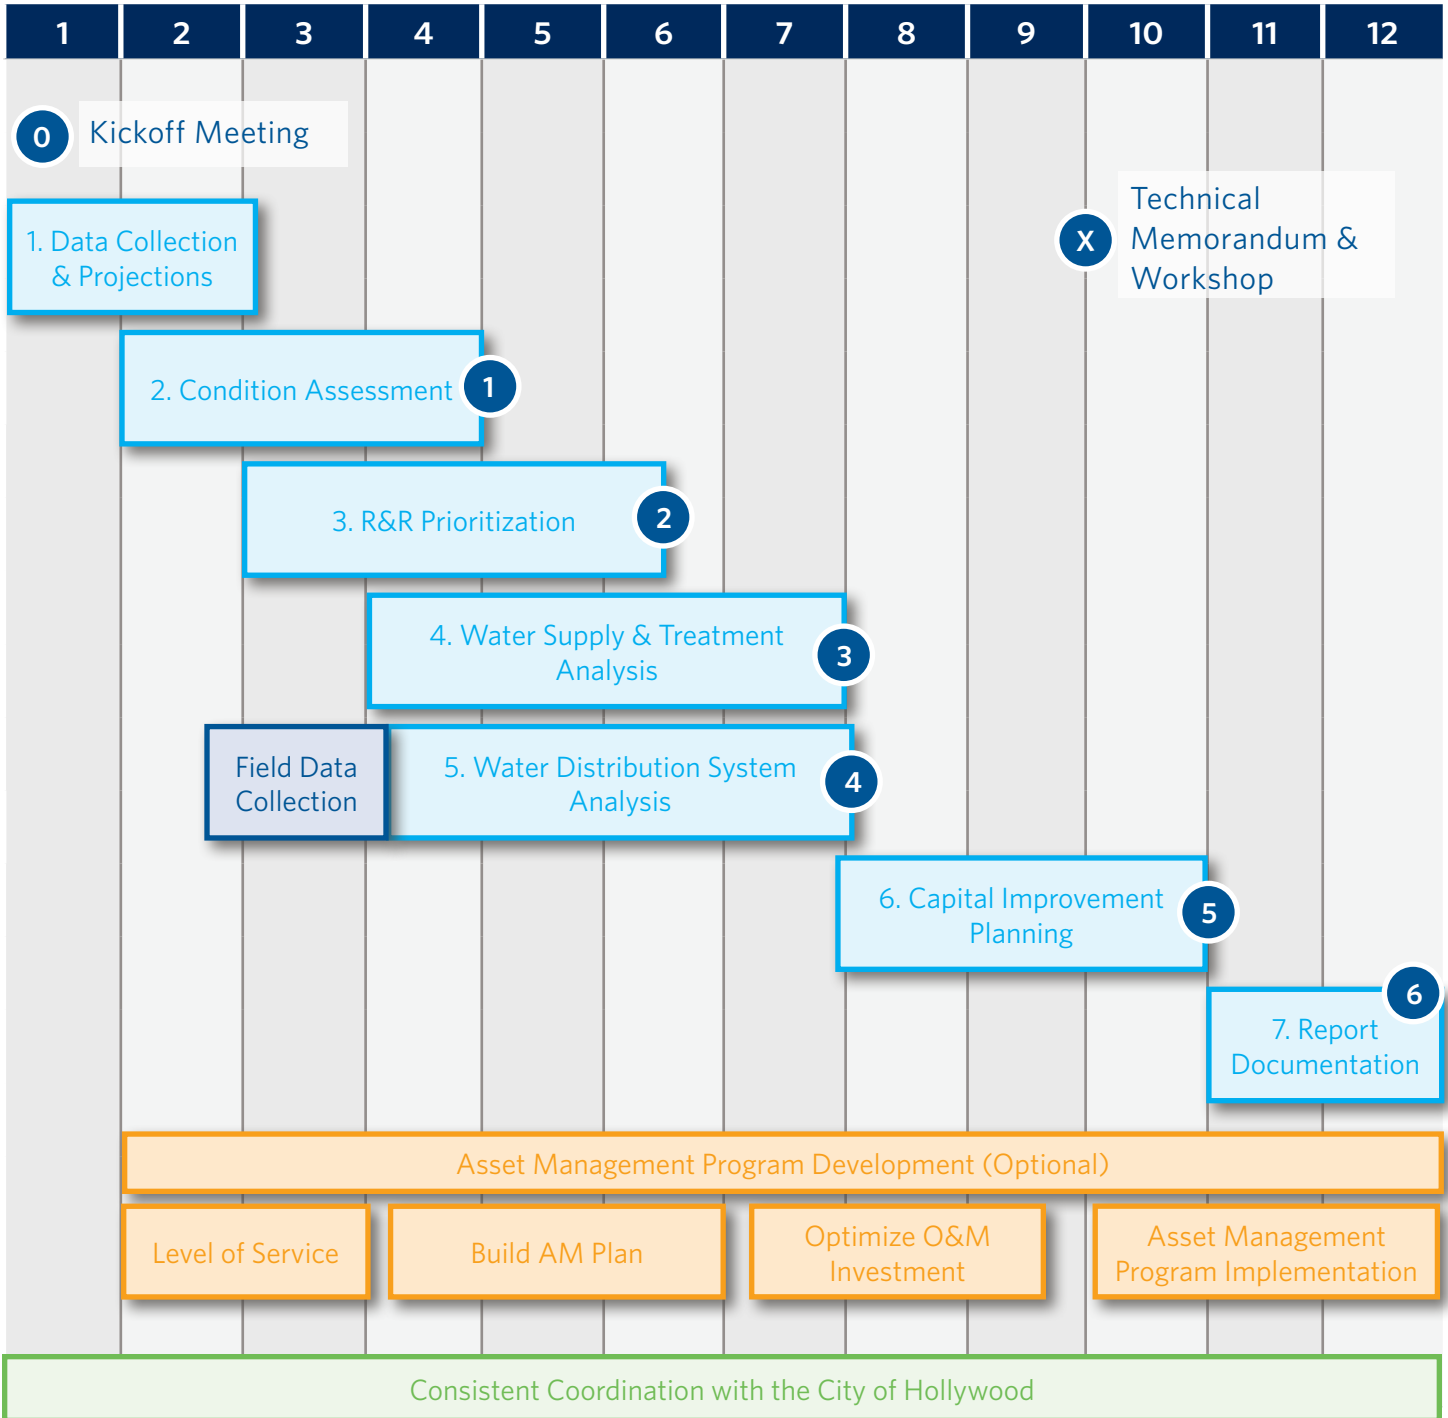 1 2 3 4 5 6 7 8 9 10 11 12
0 Kickoff Meeting
X Technical
Memorandum &
Workshop
1. Data Collection
& Projections
2. Condition Assessment 1
3. R&R Prioritization 2
4. Water Supply & Treatment
Analysis
3
Field Data
Collection
5. Water Distribution System
Analysis
4
6. Capital Improvement
Planning
5
6
7. Report
Documentation
Asset Management Program Development (Optional)
Level of Service
Build AM Plan
Optimize O&M
Investment
Asset Management
Program Implementation
Consistent Coordination with the City of Hollywood